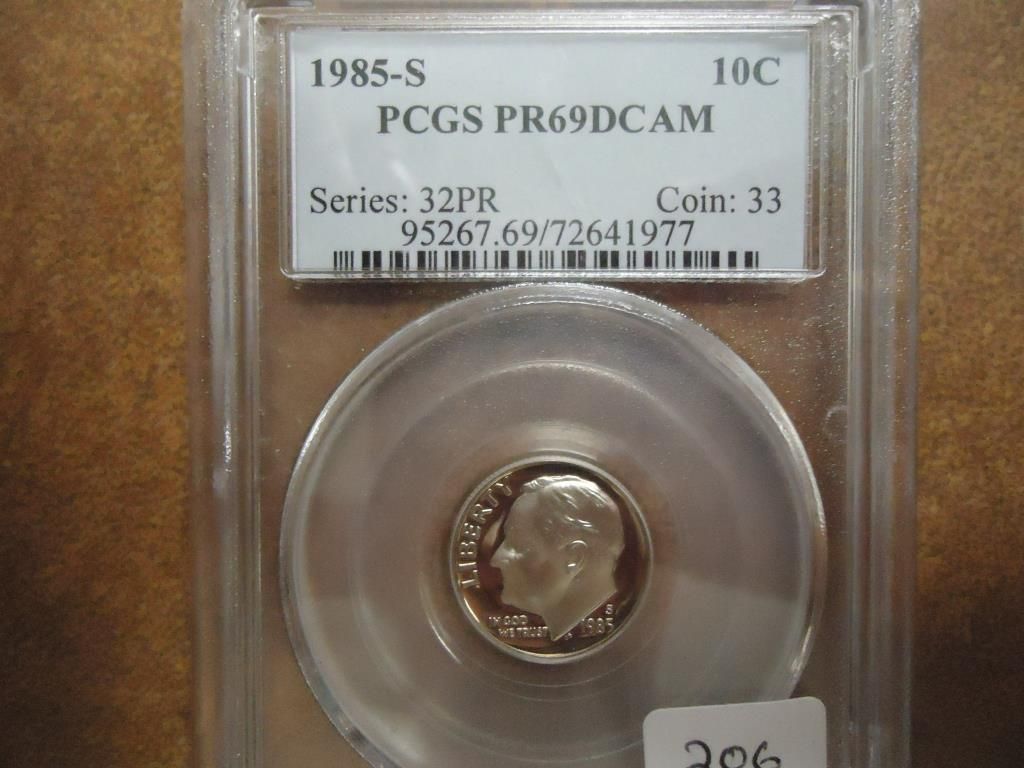 1985-S 10C
PCGS PR69DCAM
Series: 32PR Coin: 33
95267.69/72641977
LIBERTY
IN GOD
WE TRUST
S
1985
206